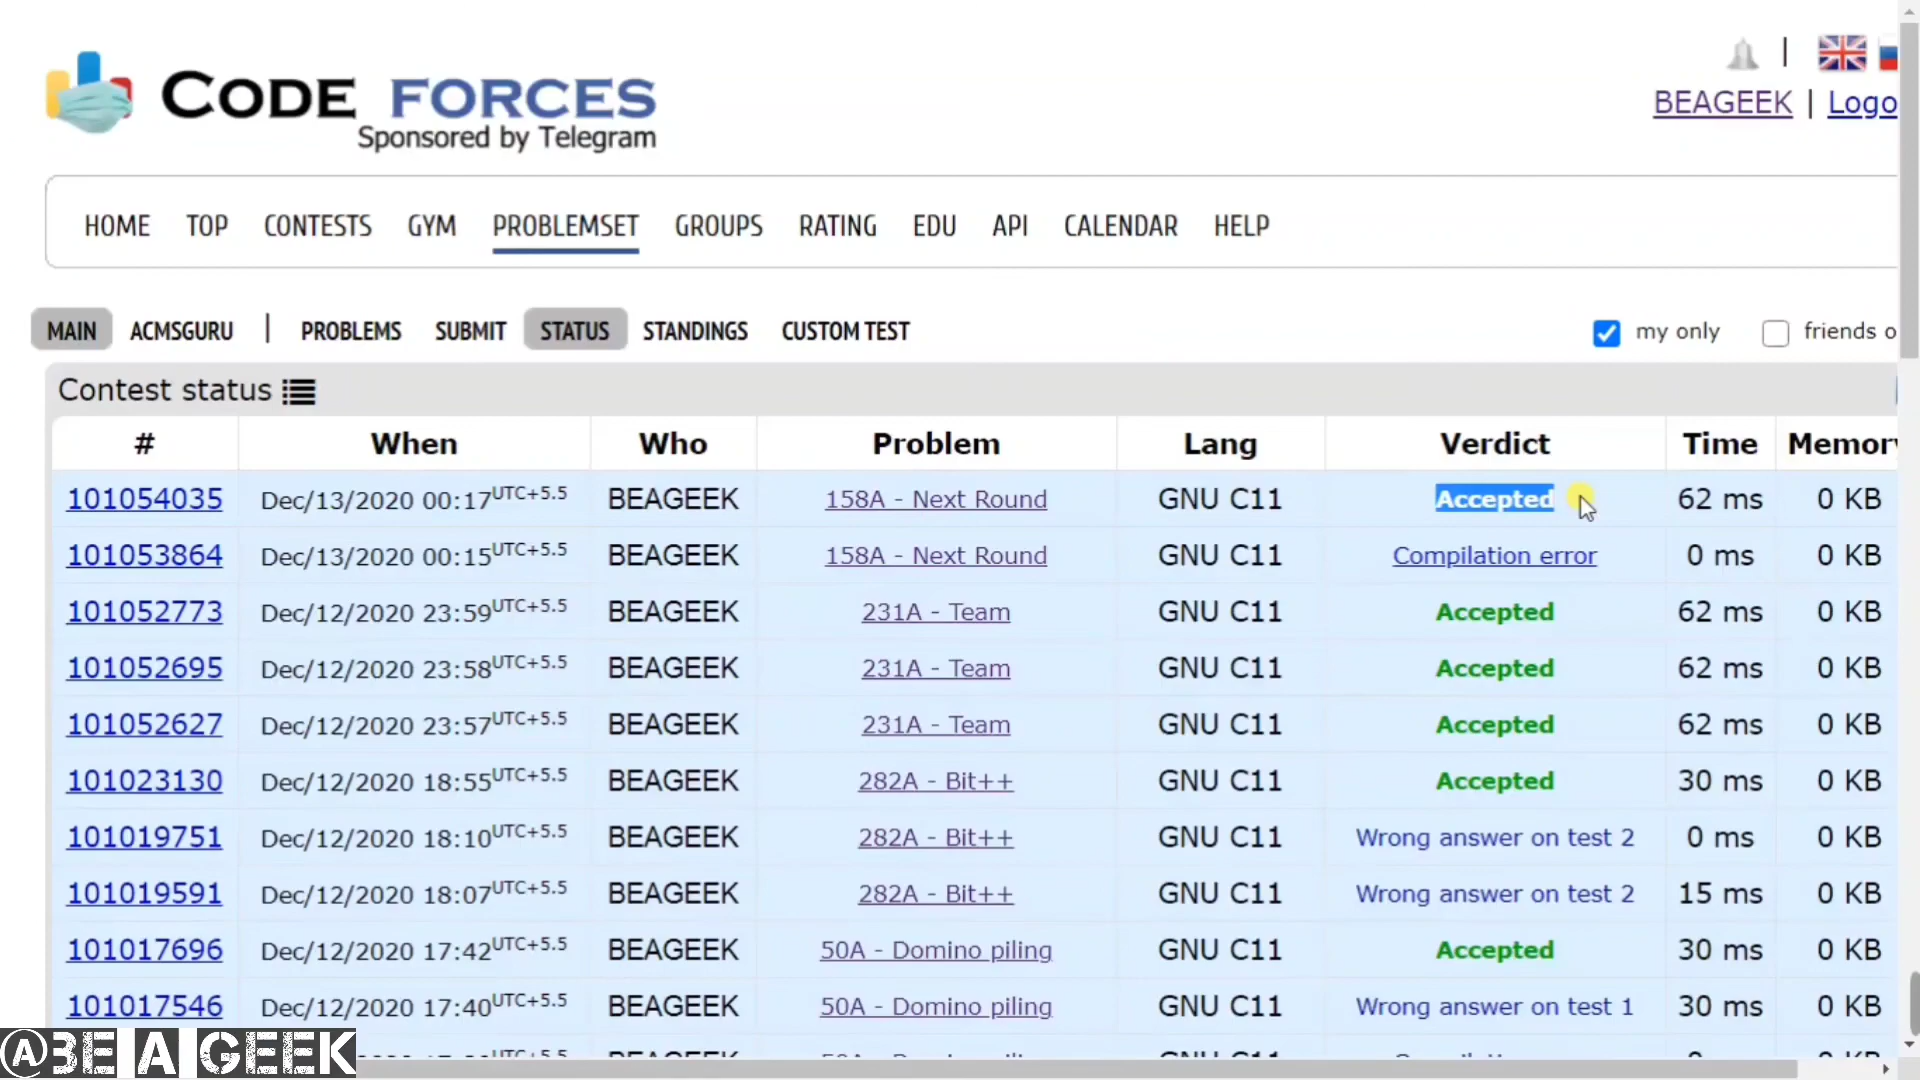 CODE FORCES
Sponsored by Telegram
|
BEAGEEK | Logo
HOME TOP CONTESTS GYM PROBLEMSET GROUPS RATING EDU API CALENDAR HELP
MAIN ACMSGURU | PROBLEMS SUBMIT STATUS STANDINGS CUSTOM TEST my only friends o
Contest status
# When Who Problem Lang Verdict Time Memory
101054035 Dec/13/2020 00:17UTC+5.5 BEAGEEK 158A - Next Round GNU C11 Accepted 62 ms 0 KB
101053864 Dec/13/2020 00:15UTC+5.5 BEAGEEK 158A - Next Round GNU C11 Compilation error 0 ms 0 KB
101052773 Dec/12/2020 23:59UTC+5.5 BEAGEEK 231A - Team GNU C11 Accepted 62 ms 0 KB
101052695 Dec/12/2020 23:58UTC+5.5 BEAGEEK 231A - Team GNU C11 Accepted 62 ms 0 KB
101052627 Dec/12/2020 23:57UTC+5.5 BEAGEEK 231A - Team GNU C11 Accepted 62 ms 0 KB
101023130 Dec/12/2020 18:55UTC+5.5 BEAGEEK 282A - Bit++ GNU C11 Accepted 30 ms 0 KB
101019751 Dec/12/2020 18:10UTC+5.5 BEAGEEK 282A - Bit++ GNU C11 Wrong answer on test 2 0 ms 0 KB
101019591 Dec/12/2020 18:07UTC+5.5 BEAGEEK 282A - Bit++ GNU C11 Wrong answer on test 2 15 ms 0 KB
101017696 Dec/12/2020 17:42UTC+5.5 BEAGEEK 50A - Domino piling GNU C11 Accepted 30 ms 0 KB
101017546 Dec/12/2020 17:40UTC+5.5 BEAGEEK 50A - Domino piling GNU C11 Wrong answer on test 1 30 ms 0 KB
@BE A GEEK